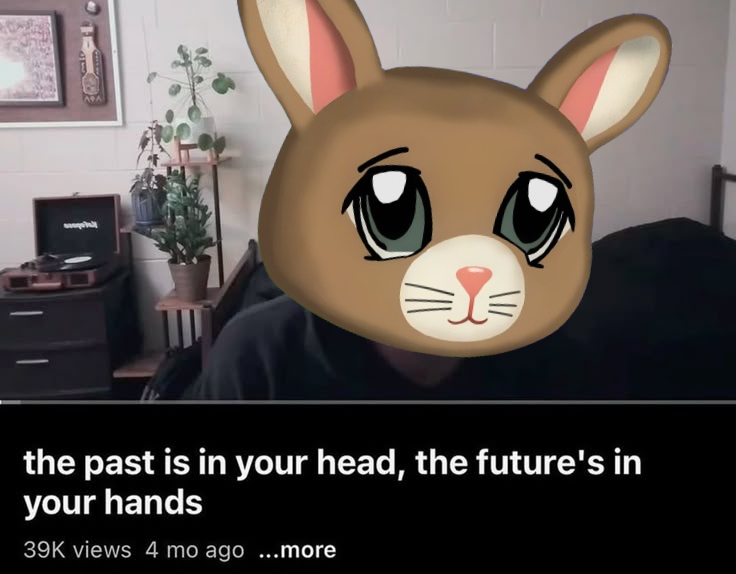 the past is in your head, the future's in
your hands
39K views 4 mo ago ...more